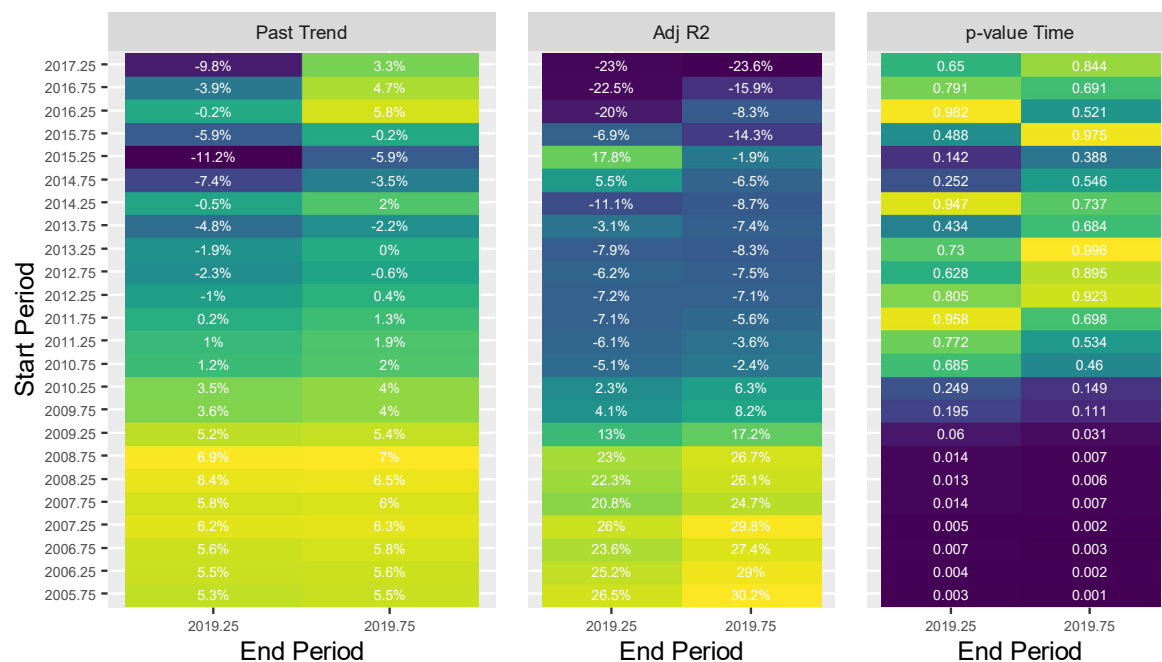 Past Trend Adj R2 p-value Time
2017.25 -9.8% 3.3% -23% -23.6% 0.65 0.844
2016.75 -3.9% 4.7% -22.5% -15.9% 0.791 0.691
2016.25 -0.2% 5.8% -20% -8.3% 0.982 0.521
2015.75 -5.9% -0.2% -6.9% -14.3% 0.488 0.975
2015.25 -11.2% -5.9% 17.8% -1.9% 0.142 0.388
2014.75 -7.4% -3.5% 5.5% -6.5% 0.252 0.546
2014.25 -0.5% 2% -11.1% -8.7% 0.947 0.737
2013.75 -4.8% -2.2% -3.1% -7.4% 0.434 0.684
2013.25 -1.9% 0% -7.9% -8.3% 0.73 0.996
2012.75 -2.3% -0.6% -6.2% -7.5% 0.628 0.895
2012.25 -1% 0.4% -7.2% -7.1% 0.805 0.923
2011.75 0.2% 1.3% -7.1% -5.6% 0.958 0.698
2011.25 1% 1.9% -6.1% -3.6% 0.772 0.534
2010.75 1.2% 2% -5.1% -2.4% 0.685 0.46
2010.25 3.5% 4% 2.3% 6.3% 0.249 0.149
2009.75 3.6% 4% 4.1% 8.2% 0.195 0.111
2009.25 5.2% 5.4% 13% 17.2% 0.06 0.031
2008.75 6.9% 7% 23% 26.7% 0.014 0.007
2008.25 6.4% 6.5% 22.3% 26.1% 0.013 0.006
2007.75 5.8% 6% 20.8% 24.7% 0.014 0.007
2007.25 6.2% 6.3% 26% 29.8% 0.005 0.002
2006.75 5.6% 5.8% 23.6% 27.4% 0.007 0.003
2006.25 5.5% 5.6% 25.2% 29% 0.004 0.002
2005.75 5.3% 5.5% 26.5% 30.2% 0.003 0.001
Start Period
2019.25 2019.75 2019.25 2019.75 2019.25 2019.75
End Period End Period End Period